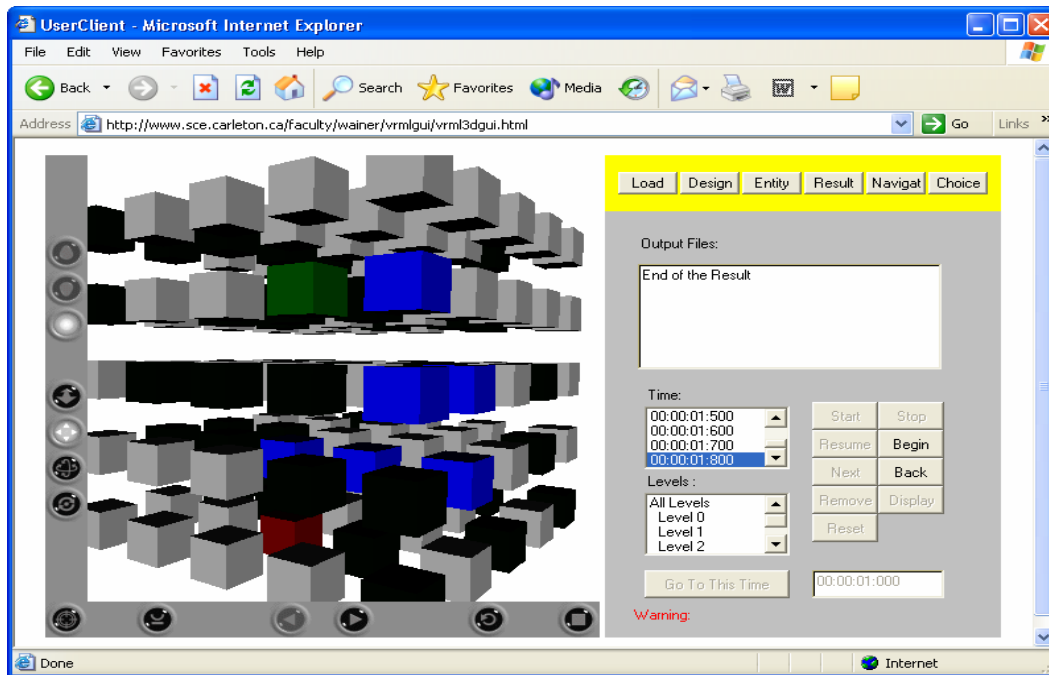 UserClient - Microsoft Internet Explorer
File Edit View Favorites Tools Help
Back Search Favorites Media
Address http://www.sce.carleton.ca/faculty/wainer/vrmlgui/vrml3dgui.html Go Links »
Load Design Entity Result Navigat Choice
Output Files:
End of the Result
Time:
00:00:01:500
00:00:01:600
00:00:01:700
00:00:01:800
Start Stop
Resume Begin
Next Back
Remove Display
Reset
Levels :
All Levels
Level 0
Level 1
Level 2
Go To This Time 00:00:01:000
Warning:
Done Internet